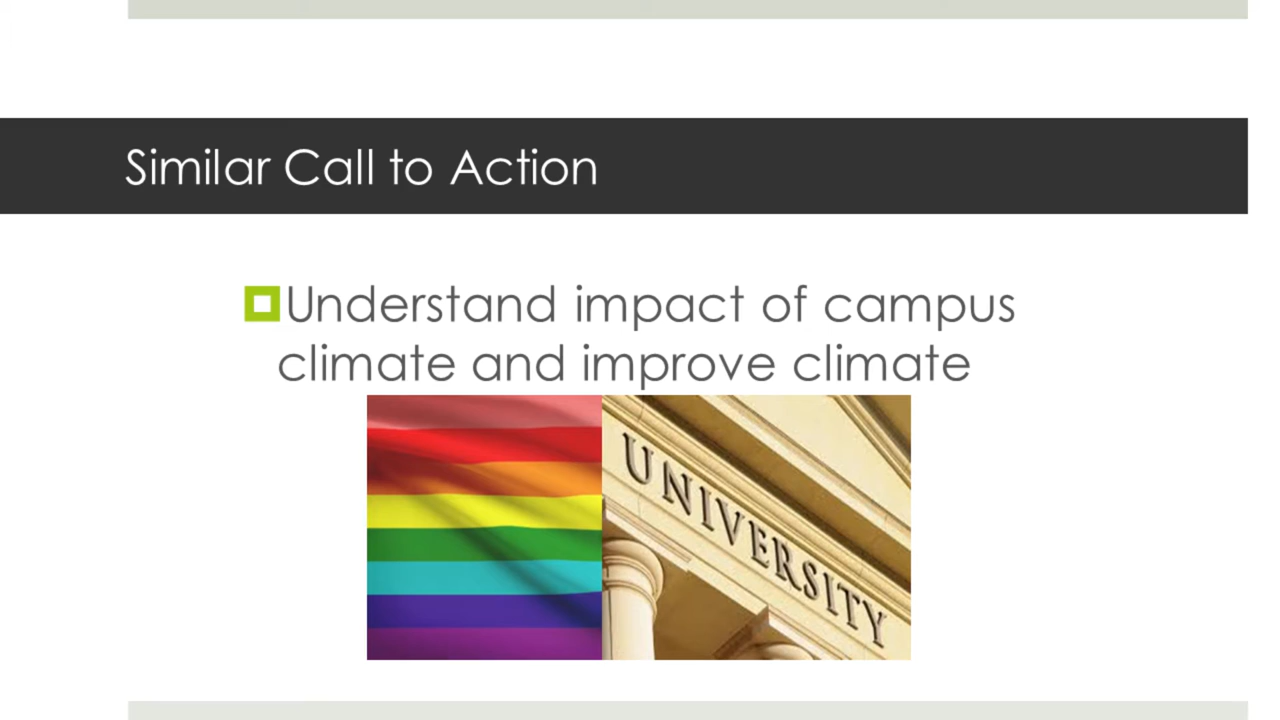 Similar Call to Action
Understand impact of campus
climate and improve climate
UNIVERSITY